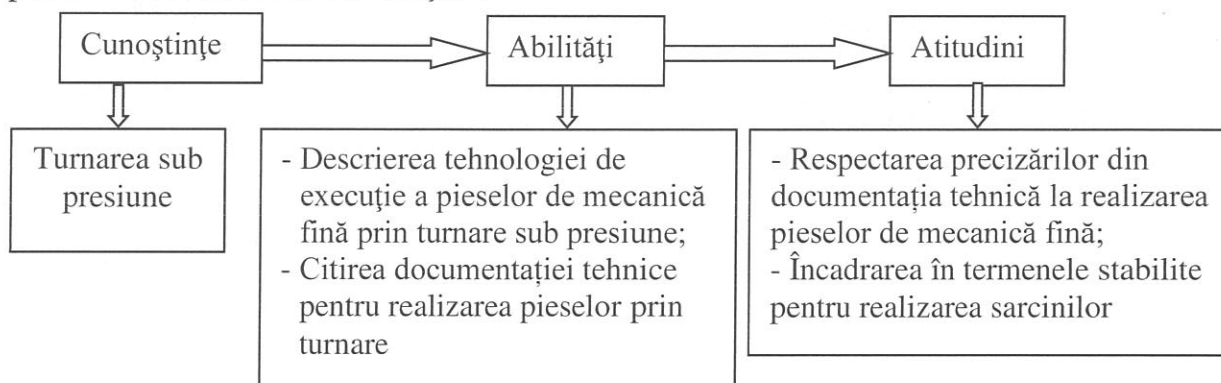 Cunoştinţe
Abilităţi
Atitudini
Turnarea sub
presiune
- Descrierea tehnologiei de
execuţie a pieselor de mecanică
fină prin turnare sub presiune;
- Citirea documentației tehnice
pentru realizarea pieselor prin
turnare
- Respectarea precizărilor din
documentația tehnică la realizarea
pieselor de mecanică fină;
- Încadrarea în termenele stabilite
pentru realizarea sarcinilor